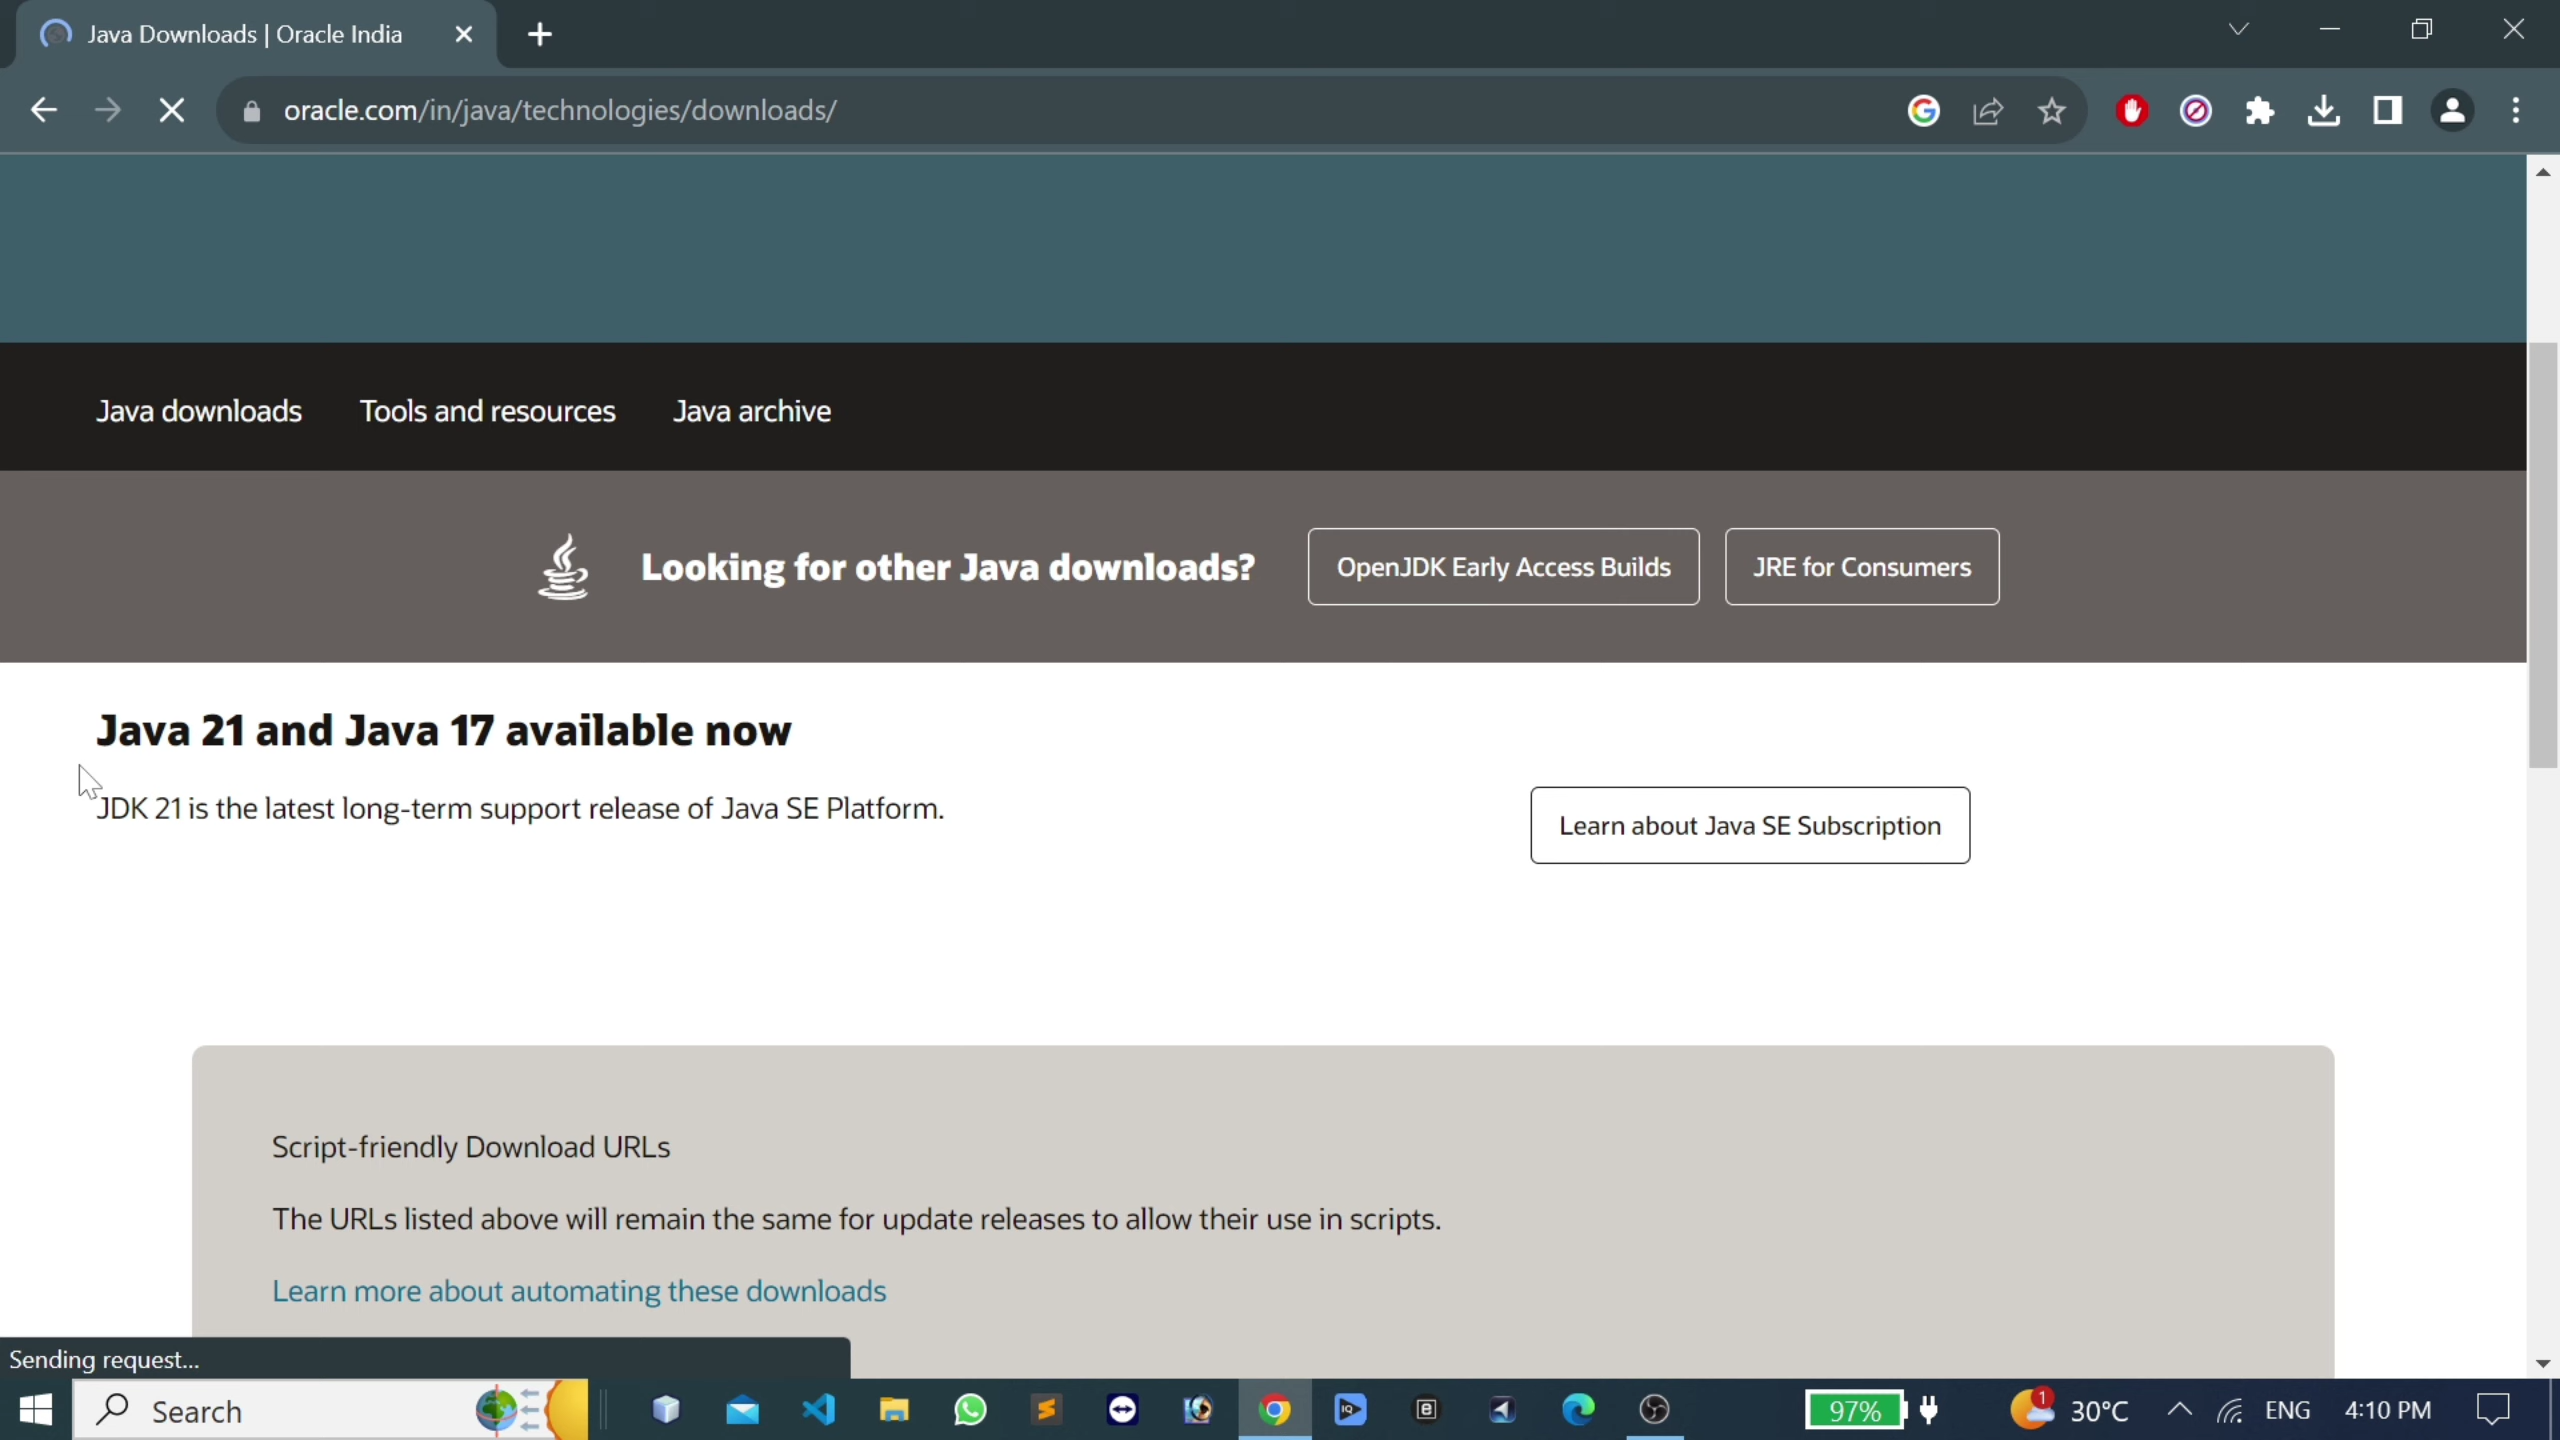 Java Downloads | Oracle India
oracle.com/in/java/technologies/downloads/
Java downloads Tools and resources Java archive
Looking for other Java downloads? OpenJDK Early Access Builds JRE for Consumers
Java 21 and Java 17 available now
JDK 21 is the latest long-term support release of Java SE Platform.
Learn about Java SE Subscription
Script-friendly Download URLs
The URLs listed above will remain the same for update releases to allow their use in scripts.
Learn more about automating these downloads
Sending request...
Search 97% 1 30°C ENG 4:10 PM